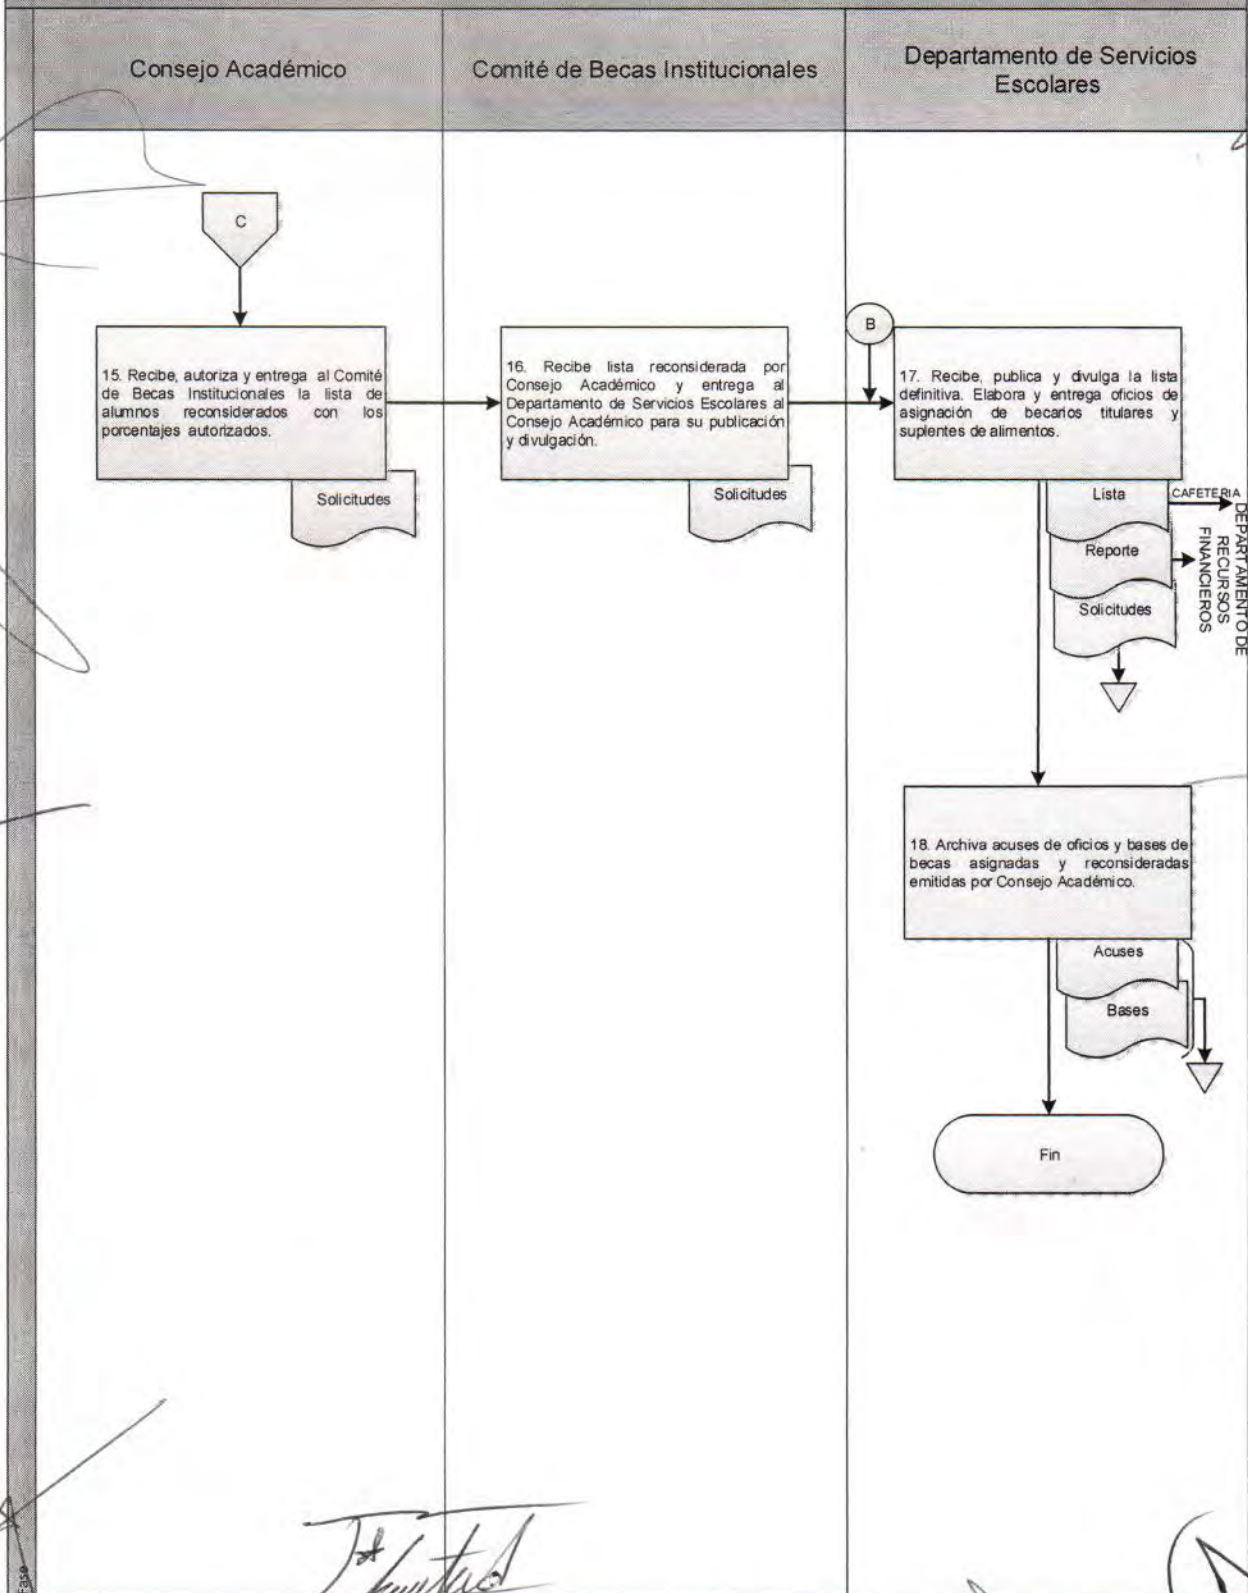 Consejo Académico
Comité de Becas Institucionales
Departamento de Servicios
Escolares
C
15. Recibe, autoriza y entrega al Comité
de Becas Institucionales la lista de
alumnos reconsiderados con los
porcentajes autorizados.
Solicitudes
16. Recibe lista reconsiderada por
Consejo Académico y entrega al
Departamento de Servicios Escolares al
Consejo Académico para su publicación
y divulgación.
Solicitudes
B
17. Recibe, publica y divulga la lista
definitiva. Elabora y entrega oficios de
asignación de becarios titulares y
suplentes de alimentos.
Lista
CAFETERIA
Reporte
DEPARTAMENTO DE
RECURSOS
FINANCIEROS
Solicitudes
18. Archiva acuses de oficios y bases de
becas asignadas y reconsideradas
emitidas por Consejo Académico.
Acuses
Bases
Fin
Fase